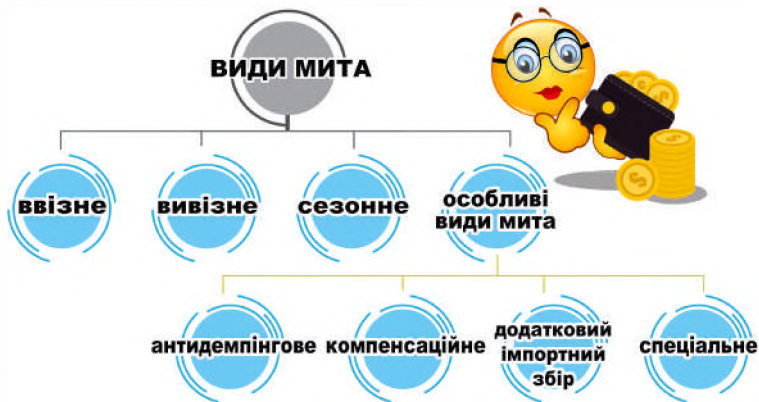 ВИДИ МИТА
ввізне
вивізне
сезонне
особливі
види мита
антидемпінгове
компенсаційне
додатковий
імпортний
збір
спеціальне